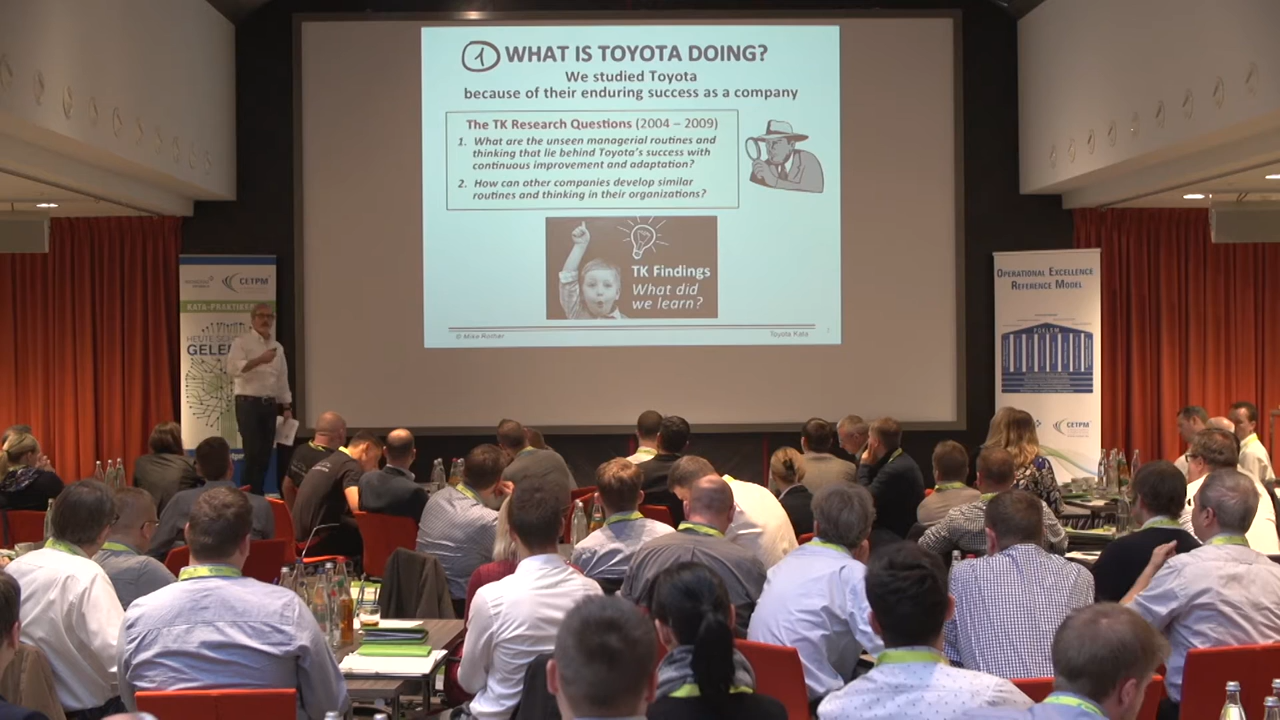 1 WHAT IS TOYOTA DOING?
We studied Toyota
because of their enduring success as a company
The TK Research Questions (2004 – 2009)
1. What are the unseen managerial routines and
thinking that lie behind Toyota's success with
continuous improvement and adaptation?
2. How can other companies develop similar
routines and thinking in their organizations?
TK Findings
What did
we learn?
© Mike Rother
Toyota Kata
CETPM
KATA-PRAKTIKER
HEUTE SCHON
GELE
OPERATIONAL EXCELLENCE
REFERENCE MODEL
CETPM